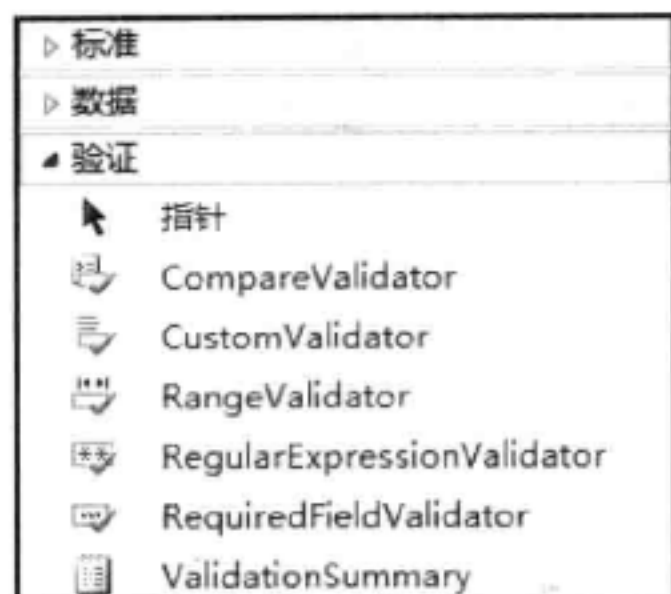 标准
数据
验证
指针
CompareValidator
CustomValidator
RangeValidator
RegularExpressionValidator
RequiredFieldValidator
ValidationSummary